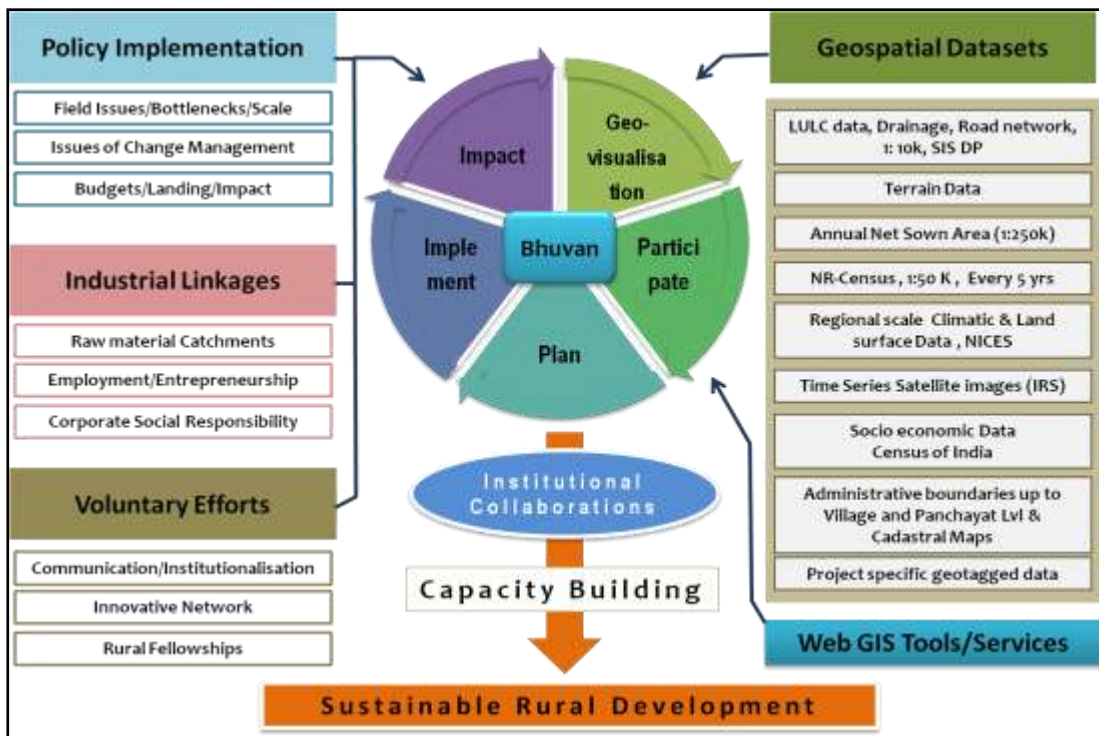 Policy Implementation
Field Issues/Bottlenecks/Scale
Issues of Change Management
Budgets/Landing/Impact
Industrial Linkages
Raw material Catchments
Employment/Entrepreneurship
Corporate Social Responsibility
Voluntary Efforts
Communication/Institutionalisation
Innovative Network
Rural Fellowships
Impact
Geo-
visualisa
tion
Imple
ment
Bhuvan
Partici
pate
Plan
Institutional
Collaborations
Capacity Building
Sustainable Rural Development
Geospatial Datasets
LULC data, Drainage, Road network,
1: 10k, SIS DP
Terrain Data
Annual Net Sown Area (1:250k)
NR-Census , 1:50 K , Every 5 yrs
Regional scale Climatic & Land
surface Data , NICES
Time Series Satellite images (IRS)
Socio economic Data
Census of India
Administrative boundaries up to
Village and Panchayat Lvl &
Cadastral Maps
Project specific geotagged data
Web GIS Tools/Services